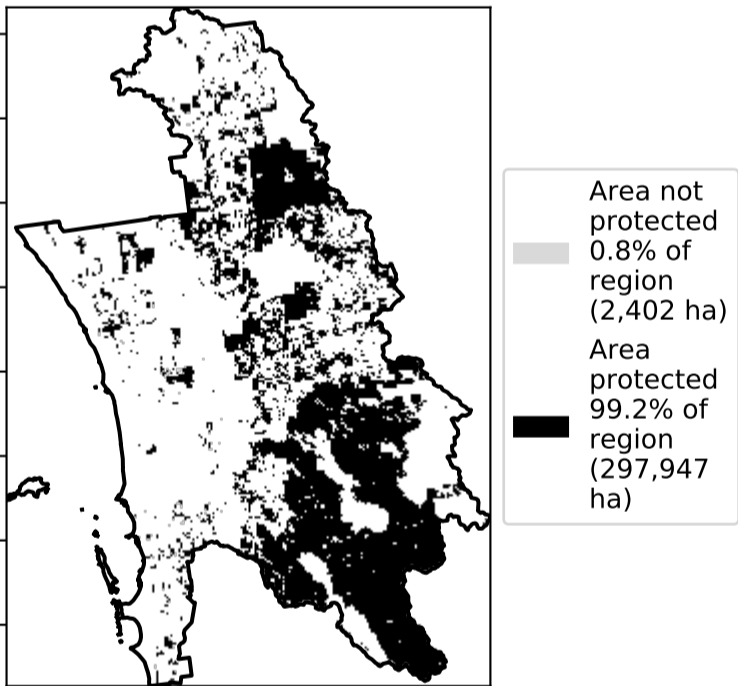 Area not
protected
0.8% of
region
(2,402 ha)
Area
protected
99.2% of
region
(297,947
ha)